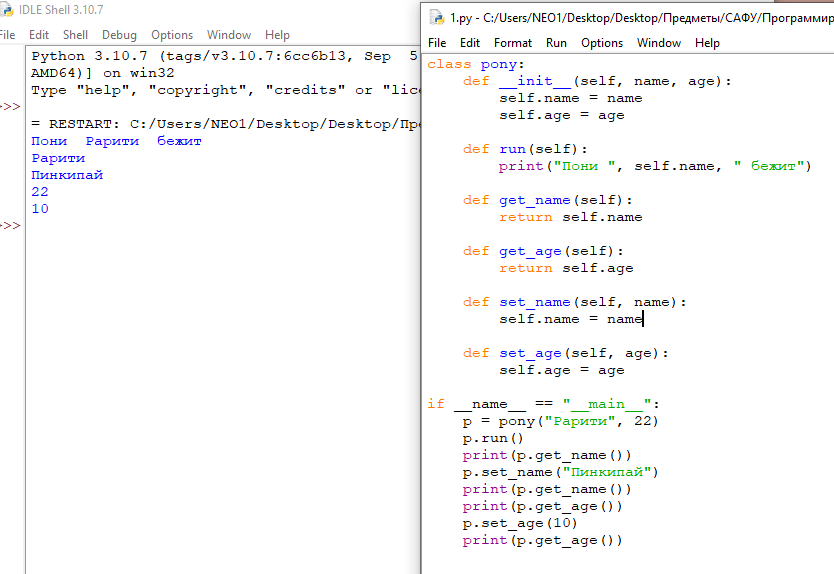 IDLE Shell 3.10.7
File Edit Shell Debug Options Window Help
Python 3.10.7 (tags/v3.10.7:6cc6b13, Sep 5
AMD64)] on win32
Type "help", "copyright", "credits" or "lice
>>>
= RESTART: C:/Users/NEO1/Desktop/Desktop/Пре
Пони  Рарити  бежит
Рарити
Пинкипай
22
10
>>>
1.py - C:/Users/NEO1/Desktop/Desktop/Предметы/САФУ/Программир
File Edit Format Run Options Window Help
class pony:
    def __init__(self, name, age):
        self.name = name
        self.age = age
    def run(self):
        print("Пони ", self.name, " бежит")
    def get_name(self):
        return self.name
    def get_age(self):
        return self.age
    def set_name(self, name):
        self.name = name
    def set_age(self, age):
        self.age = age
if __name__ == "__main__":
    p = pony("Рарити", 22)
    p.run()
    print(p.get_name())
    p.set_name("Пинкипай")
    print(p.get_name())
    print(p.get_age())
    p.set_age(10)
    print(p.get_age())